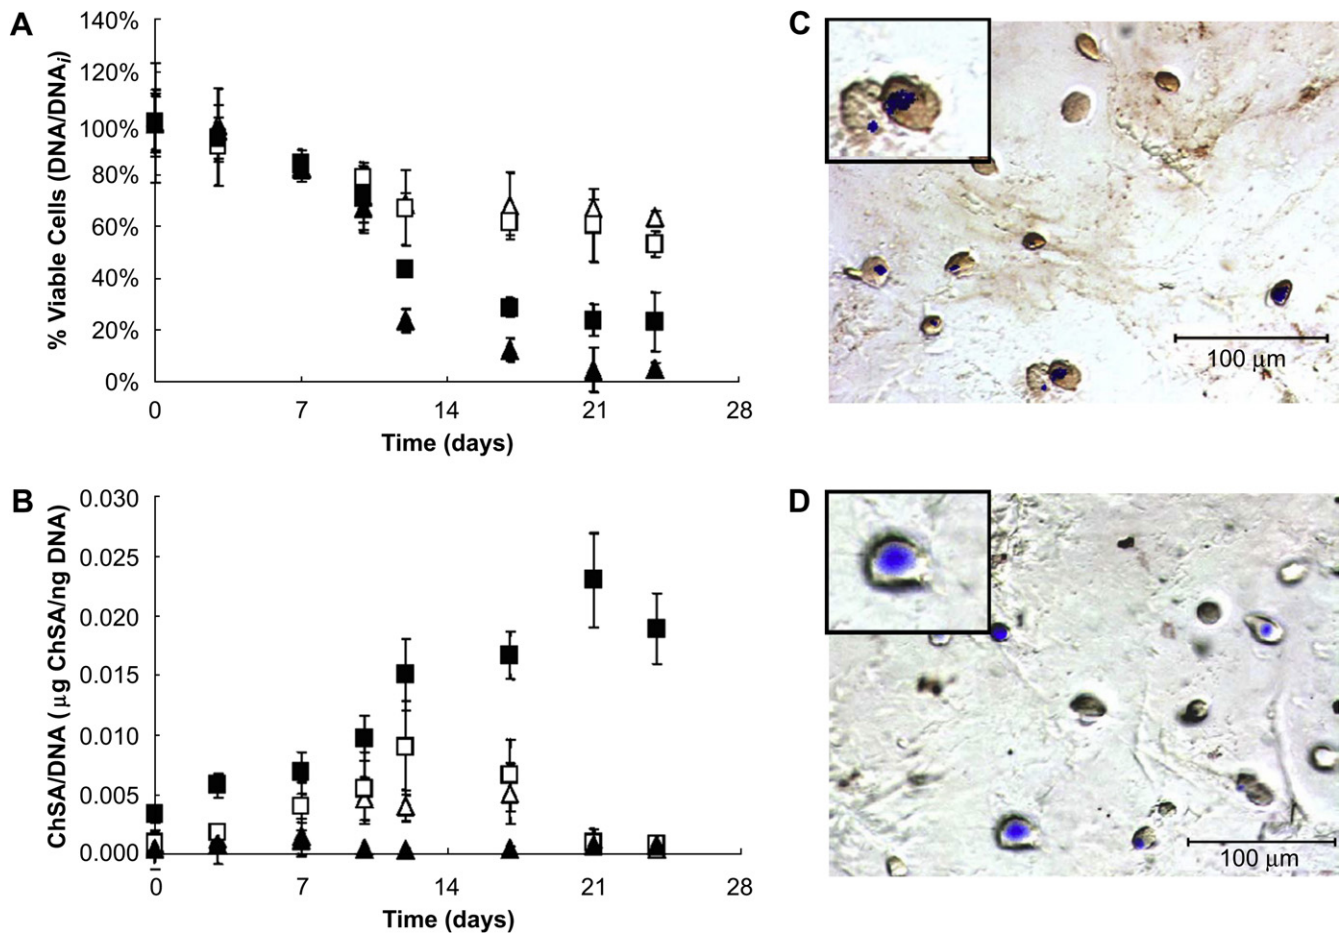 A
140%
120%
100%
80%
60%
40%
20%
0%
% Viable Cells (DNA/DNAi)
0 7 14 21 28
Time (days)
B
0.030
0.025
0.020
0.015
0.010
0.005
0.000
ChSA/DNA (μg ChSA/ng DNA)
0 7 14 21 28
Time (days)
C
100 μm
D
100 μm